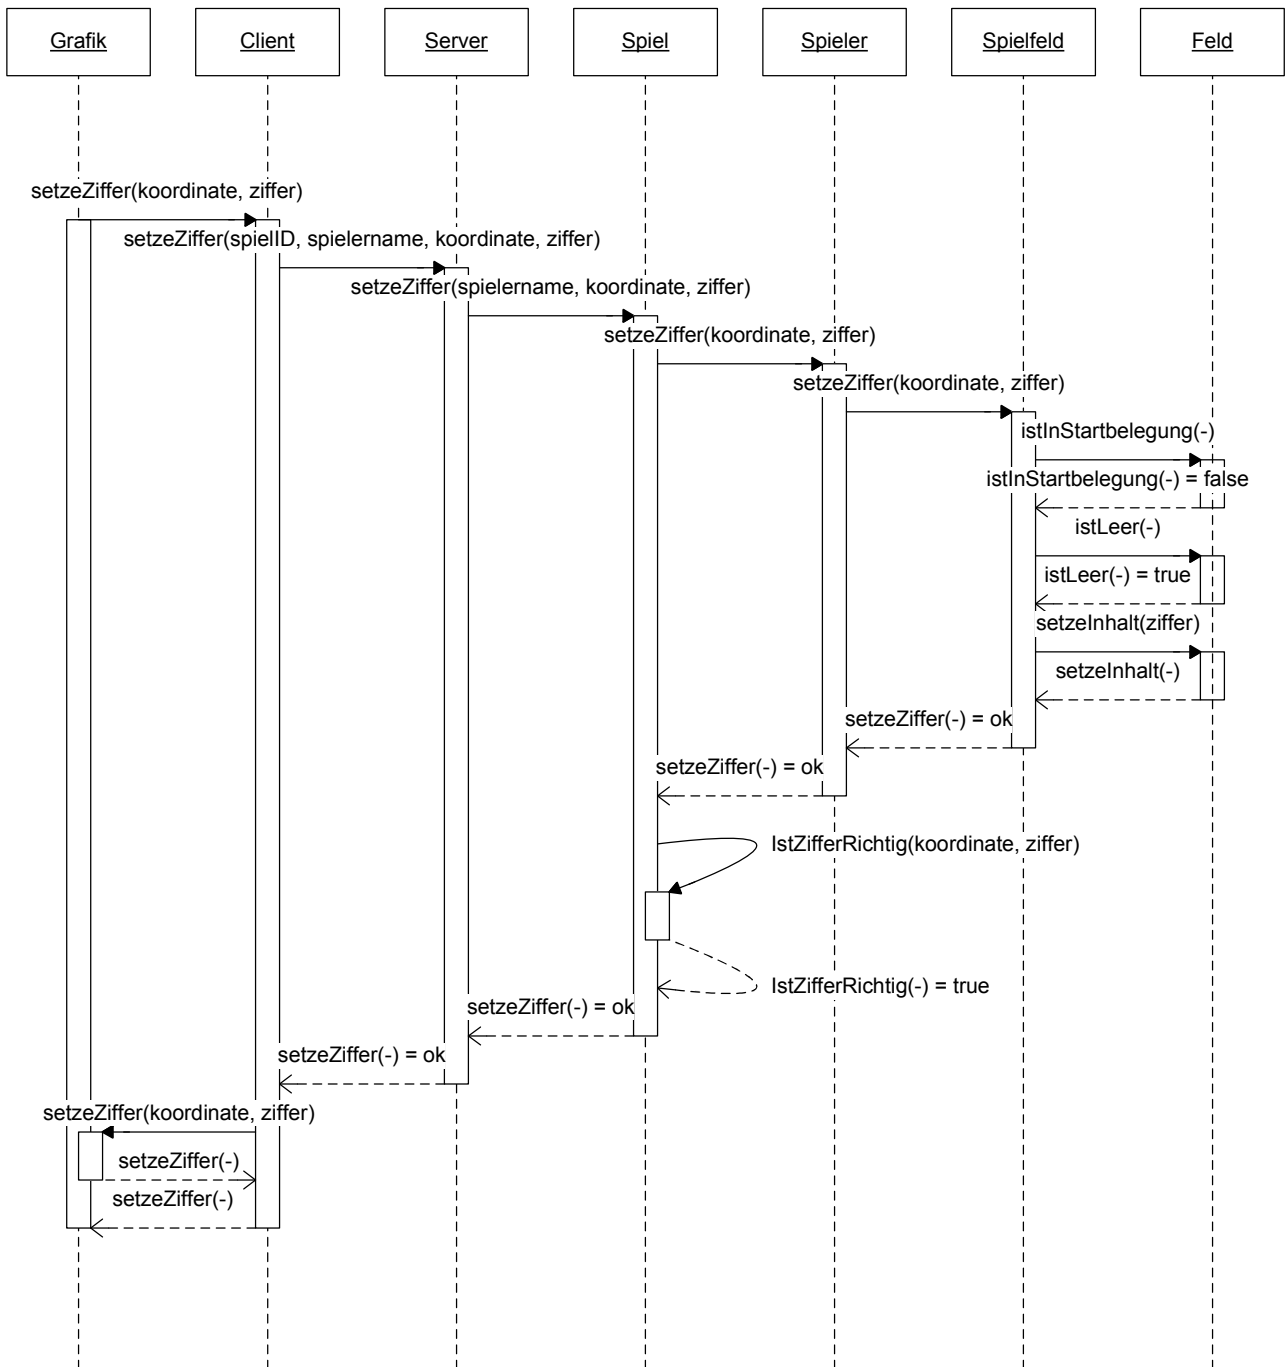 Grafik
Client
Server
Spiel
Spieler
Spielfeld
Feld
setzeZiffer(koordinate, ziffer)
setzeZiffer(spielID, spielername, koordinate, ziffer)
setzeZiffer(spielername, koordinate, ziffer)
setzeZiffer(koordinate, ziffer)
setzeZiffer(koordinate, ziffer)
istInStartbelegung(-)
istInStartbelegung(-) = false
istLeer(-)
istLeer(-) = true
setzeInhalt(ziffer)
setzeInhalt(-)
setzeZiffer(-) = ok
setzeZiffer(-) = ok
IstZifferRichtig(koordinate, ziffer)
IstZifferRichtig(-) = true
setzeZiffer(-) = ok
setzeZiffer(-) = ok
setzeZiffer(koordinate, ziffer)
setzeZiffer(-)
setzeZiffer(-)